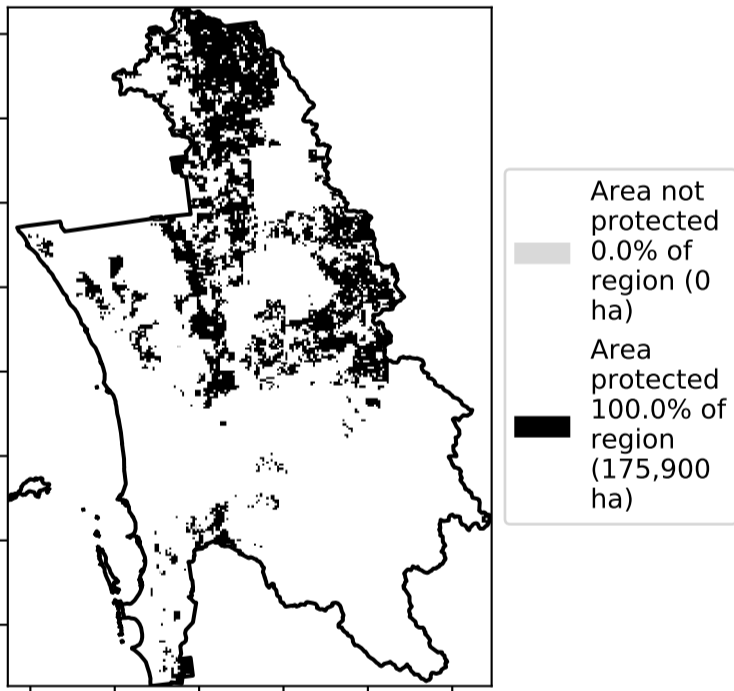 Area not
protected
0.0% of
region (0
ha)
Area
protected
100.0% of
region
(175,900
ha)